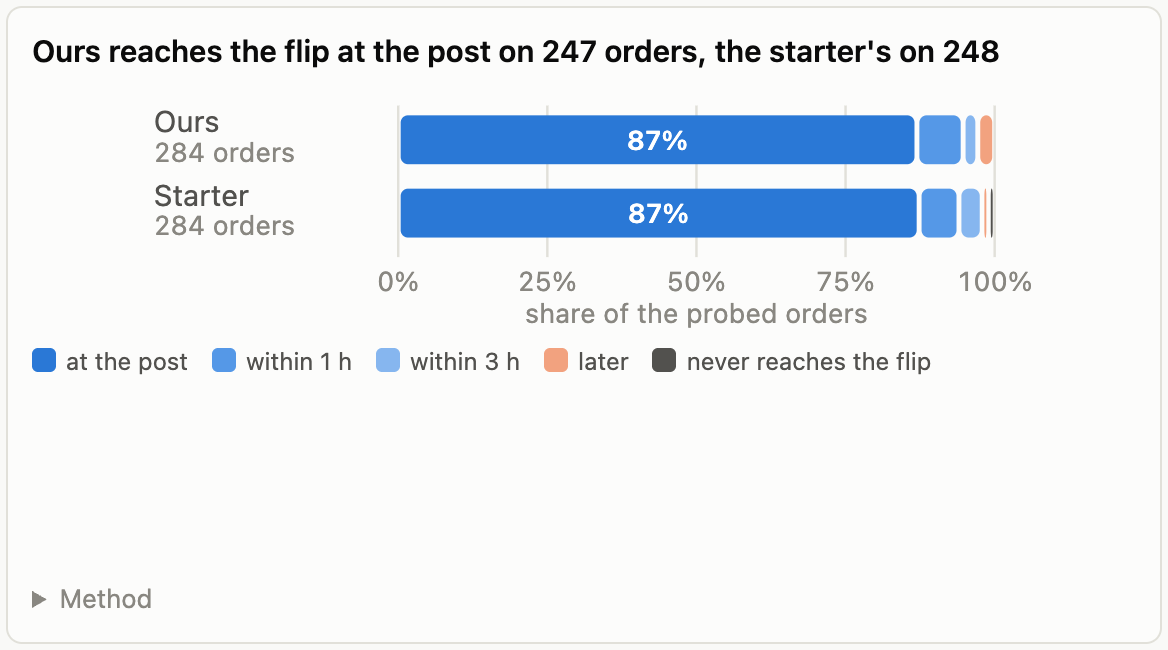 Ours reaches the flip at the post on 247 orders, the starter's on 248
Ours
284 orders
87%
Starter
284 orders
87%
0% 25% 50% 75% 100%
share of the probed orders
at the post within 1 h within 3 h later never reaches the flip
Method